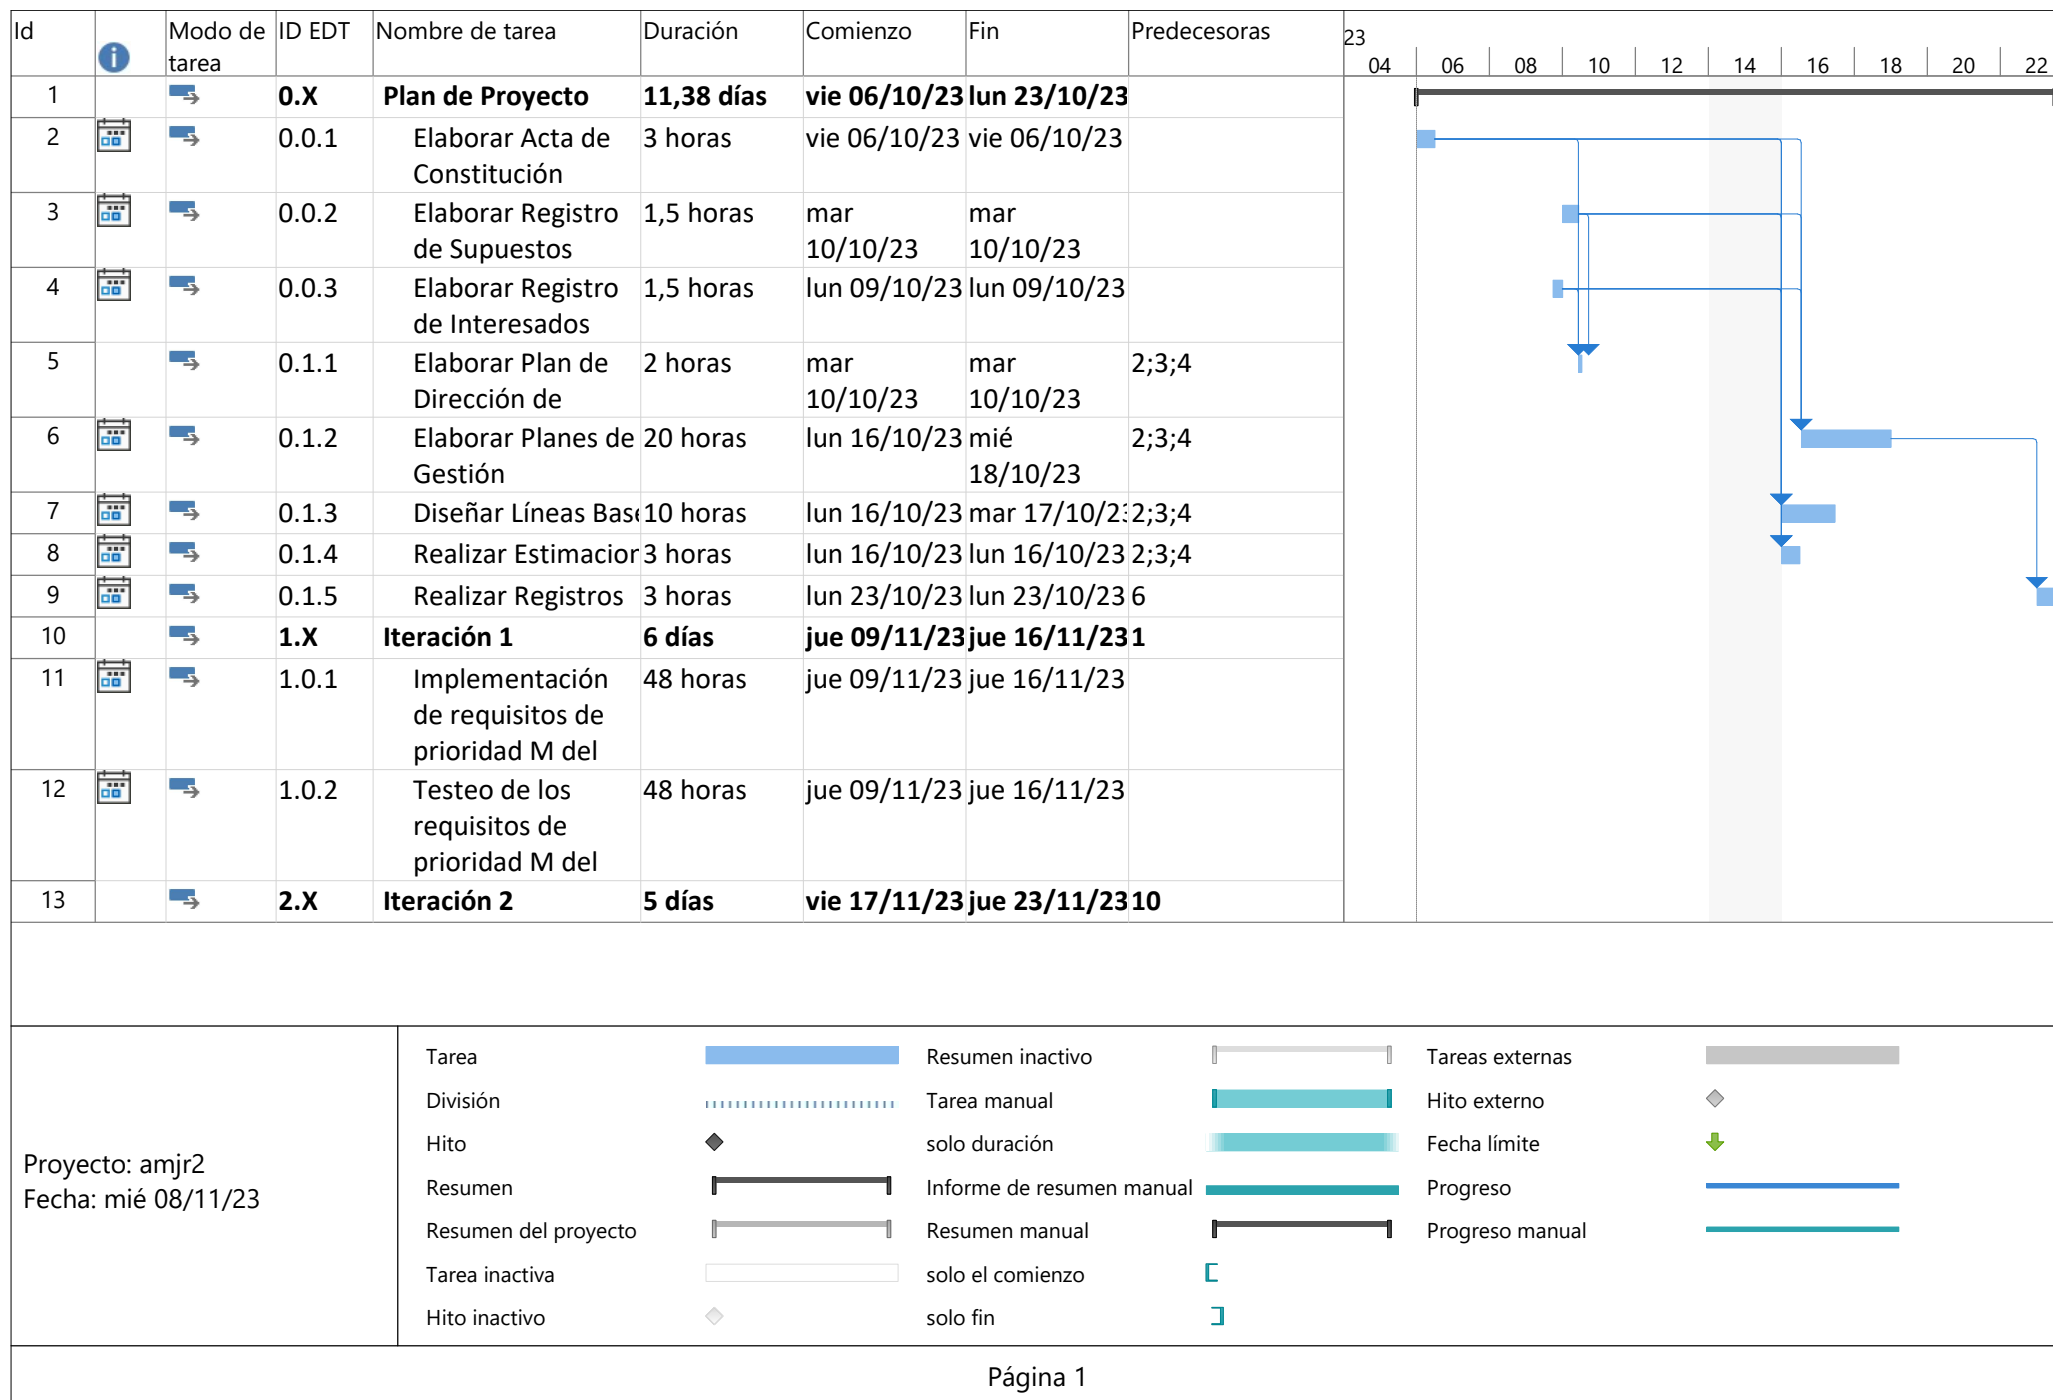 Id Modo de tarea ID EDT Nombre de tarea Duración Comienzo Fin Predecesoras
23
04 06 08 10 12 14 16 18 20 22
1 0.X Plan de Proyecto 11,38 días vie 06/10/23 lun 23/10/23
2 0.0.1 Elaborar Acta de Constitución 3 horas vie 06/10/23 vie 06/10/23
3 0.0.2 Elaborar Registro de Supuestos 1,5 horas mar 10/10/23 mar 10/10/23
4 0.0.3 Elaborar Registro de Interesados 1,5 horas lun 09/10/23 lun 09/10/23
5 0.1.1 Elaborar Plan de Dirección de 2 horas mar 10/10/23 mar 10/10/23 2;3;4
6 0.1.2 Elaborar Planes de Gestión 20 horas lun 16/10/23 mié 18/10/23 2;3;4
7 0.1.3 Diseñar Líneas Base 10 horas lun 16/10/23 mar 17/10/23 2;3;4
8 0.1.4 Realizar Estimacion 3 horas lun 16/10/23 lun 16/10/23 2;3;4
9 0.1.5 Realizar Registros 3 horas lun 23/10/23 lun 23/10/23 6
10 1.X Iteración 1 6 días jue 09/11/23 jue 16/11/23 1
11 1.0.1 Implementación de requisitos de prioridad M del 48 horas jue 09/11/23 jue 16/11/23
12 1.0.2 Testeo de los requisitos de prioridad M del 48 horas jue 09/11/23 jue 16/11/23
13 2.X Iteración 2 5 días vie 17/11/23 jue 23/11/23 10
Proyecto: amjr2
Fecha: mié 08/11/23
Tarea
División
Hito
Resumen
Resumen del proyecto
Tarea inactiva
Hito inactivo
Resumen inactivo
Tarea manual
solo duración
Informe de resumen manual
Resumen manual
solo el comienzo
solo fin
Tareas externas
Hito externo
Fecha límite
Progreso
Progreso manual
Página 1